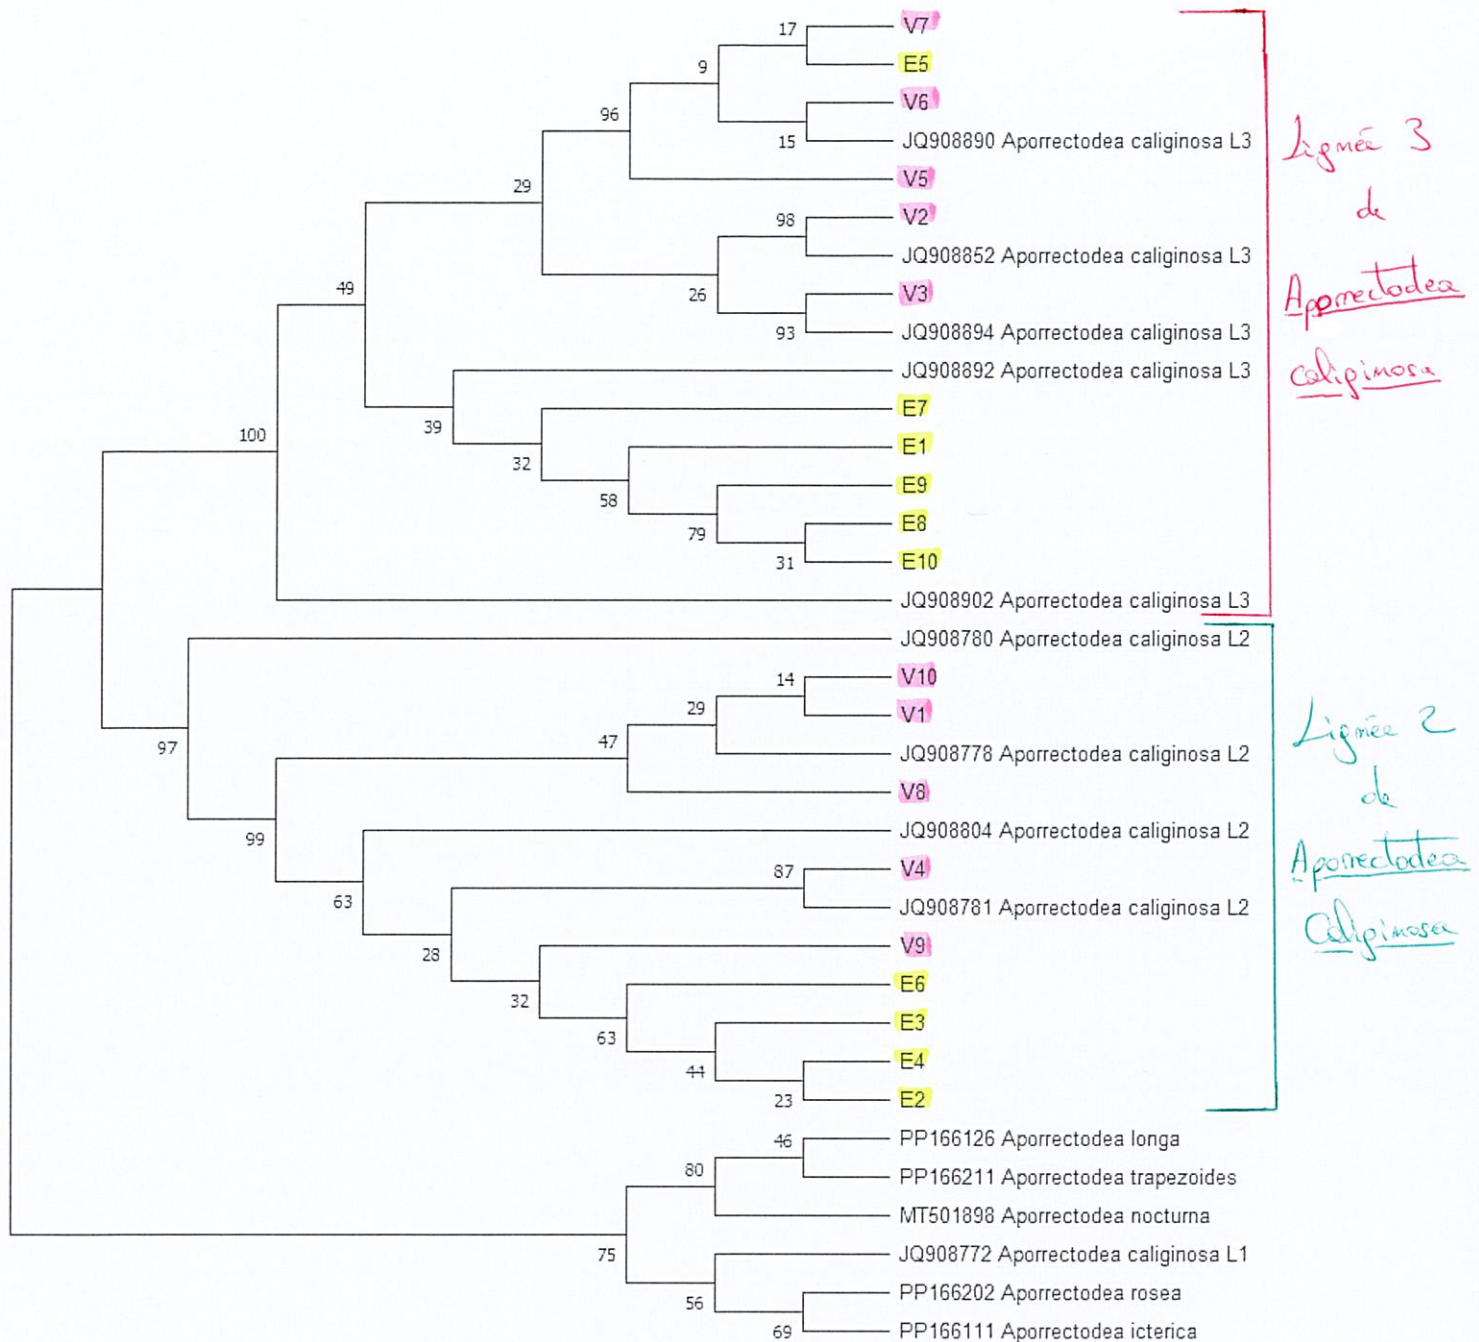 17
V7
E5
9
V6
96
15
JQ908890 Aporrectodea caliginosa L3
V5
29
98
V2
JQ908852 Aporrectodea caliginosa L3
26
V3
49
93
JQ908894 Aporrectodea caliginosa L3
JQ908892 Aporrectodea caliginosa L3
E7
39
100
E1
32
E9
58
E8
79
31
E10
JQ908902 Aporrectodea caliginosa L3
Lignée 3
de
Aporrectodea
caliginosa
JQ908780 Aporrectodea caliginosa L2
14
V10
29
V1
47
97
JQ908778 Aporrectodea caliginosa L2
V8
99
JQ908804 Aporrectodea caliginosa L2
87
V4
63
JQ908781 Aporrectodea caliginosa L2
V9
28
E6
32
E3
63
E4
44
23
E2
Lignée 2
de
Aporrectodea
Caliginosa
46
PP166126 Aporrectodea longa
80
PP166211 Aporrectodea trapezoides
MT501898 Aporrectodea nocturna
75
JQ908772 Aporrectodea caliginosa L1
56
PP166202 Aporrectodea rosea
69
PP166111 Aporrectodea icterica